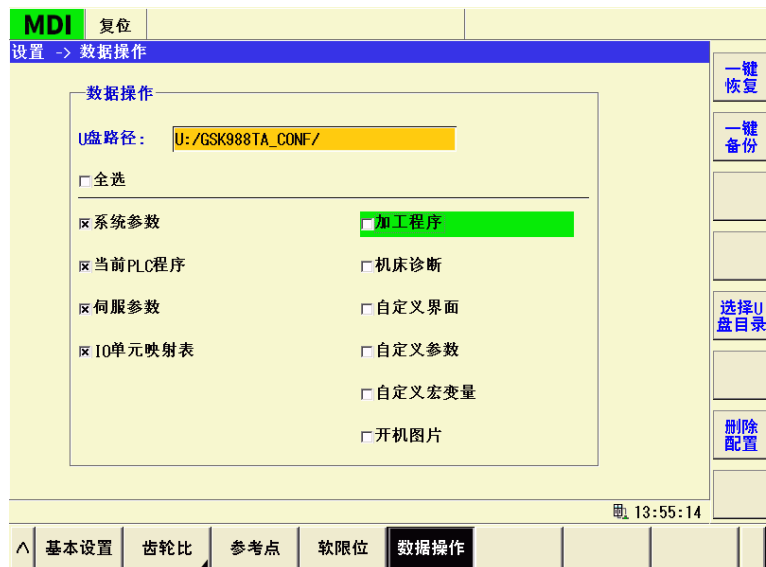 MDI 复位
设置 -> 数据操作
一键
恢复
数据操作
U盘路径: U:/GSK988TA_CONF/
一键
备份
全选
系统参数 加工程序
当前PLC程序 机床诊断
伺服参数 自定义界面
选择U
盘目录
IO单元映射表 自定义参数
自定义宏变量
开机图片
删除
配置
13:55:14
基本设置 齿轮比 参考点 软限位 数据操作